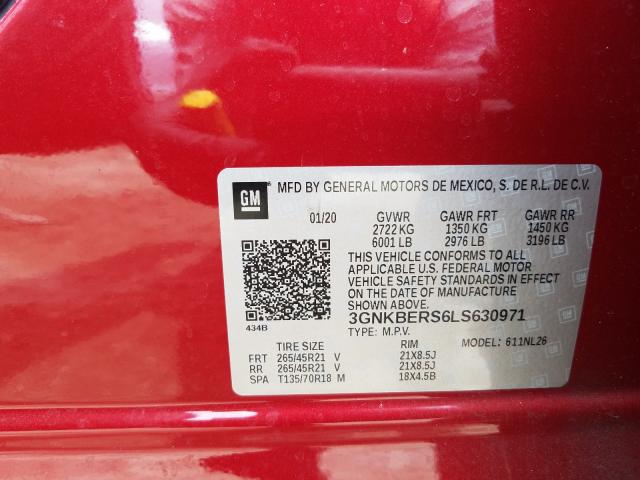 GM MFD BY GENERAL MOTORS DE MEXICO, S. DE R.L. DE C.V.
01/20 GVWR GAWR FRT GAWR RR
2722 KG 1350 KG 1450 KG
6001 LB 2976 LB 3196 LB
THIS VEHICLE CONFORMS TO ALL
APPLICABLE U.S. FEDERAL MOTOR
VEHICLE SAFETY STANDARDS IN EFFECT
ON THE DATE OF MANUFACTURE
SHOWN ABOVE.
434B 3GNKBERS6LS630971
TYPE: M.P.V. MODEL: 611NL26
TIRE SIZE RIM
FRT 265/45R21 V 21X8.5J
RR 265/45R21 V 21X8.5J
SPA T135/70R18 M 18X4.5B